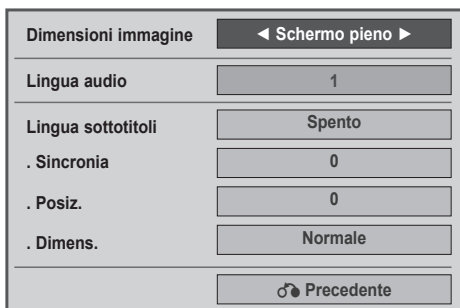 Dimensioni immagine ◀ Schermo pieno ▶
Lingua audio 1
Lingua sottotitoli Spento
. Sincronia 0
. Posiz. 0
. Dimens. Normale
Precedente